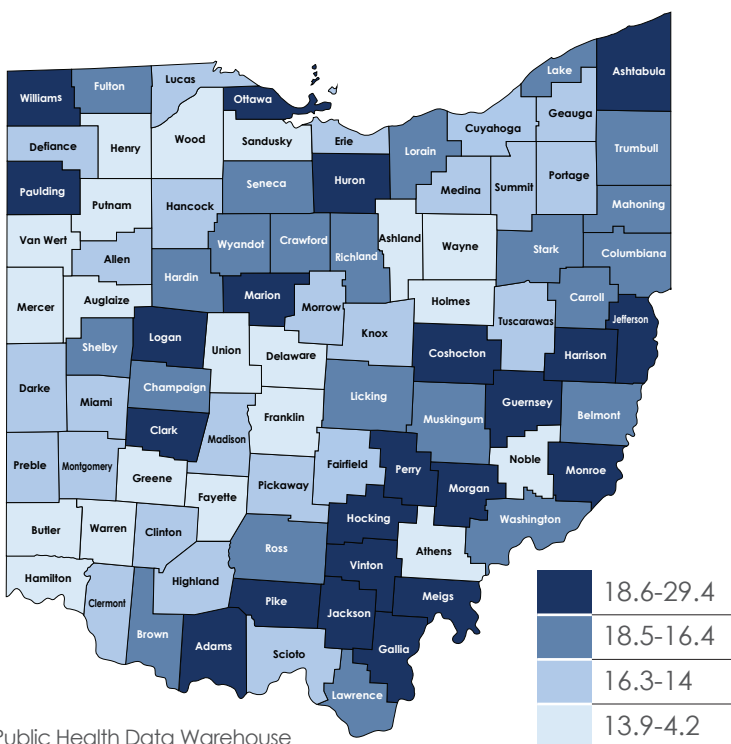 Ashtabula
Lake
Lucas
Fulton
Williams
Ottawa
Geauga
Cuyahoga
Wood
Sandusky
Erie
Defiance
Henry
Lorain
Trumbull
Seneca
Huron
Medina
Summit
Portage
Paulding
Putnam
Hancock
Mahoning
Van Wert
Allen
Wyandot
Crawford
Richland
Ashland
Wayne
Stark
Columbiana
Hardin
Mercer
Auglaize
Marion
Morrow
Holmes
Carroll
Tuscarawas
Jefferson
Knox
Logan
Shelby
Union
Delaware
Coshocton
Harrison
Darke
Champaign
Miami
Licking
Guernsey
Belmont
Clark
Madison
Franklin
Muskingum
Preble
Montgomery
Greene
Fairfield
Perry
Noble
Monroe
Fayette
Pickaway
Morgan
Butler
Warren
Clinton
Hocking
Washington
Ross
Athens
Hamilton
Highland
Vinton
Clermont
Pike
Meigs
Brown
Adams
Jackson
Scioto
Gallia
Lawrence
18.6-29.4
18.5-16.4
16.3-14
13.9-4.2
Public Health Data Warehouse